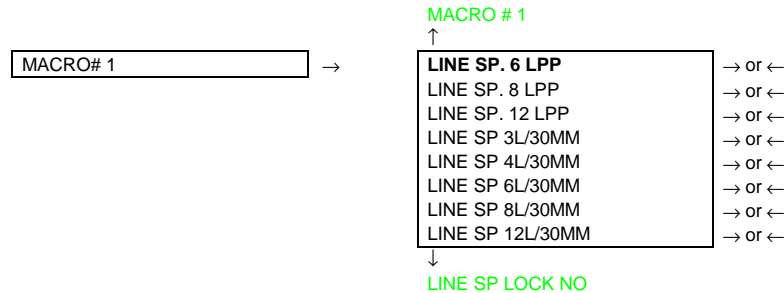 MACRO # 1
↑
MACRO# 1 → LINE SP. 6 LPP → or ←
LINE SP. 8 LPP → or ←
LINE SP. 12 LPP → or ←
LINE SP 3L/30MM → or ←
LINE SP 4L/30MM → or ←
LINE SP 6L/30MM → or ←
LINE SP 8L/30MM → or ←
LINE SP 12L/30MM → or ←
↓
LINE SP LOCK NO